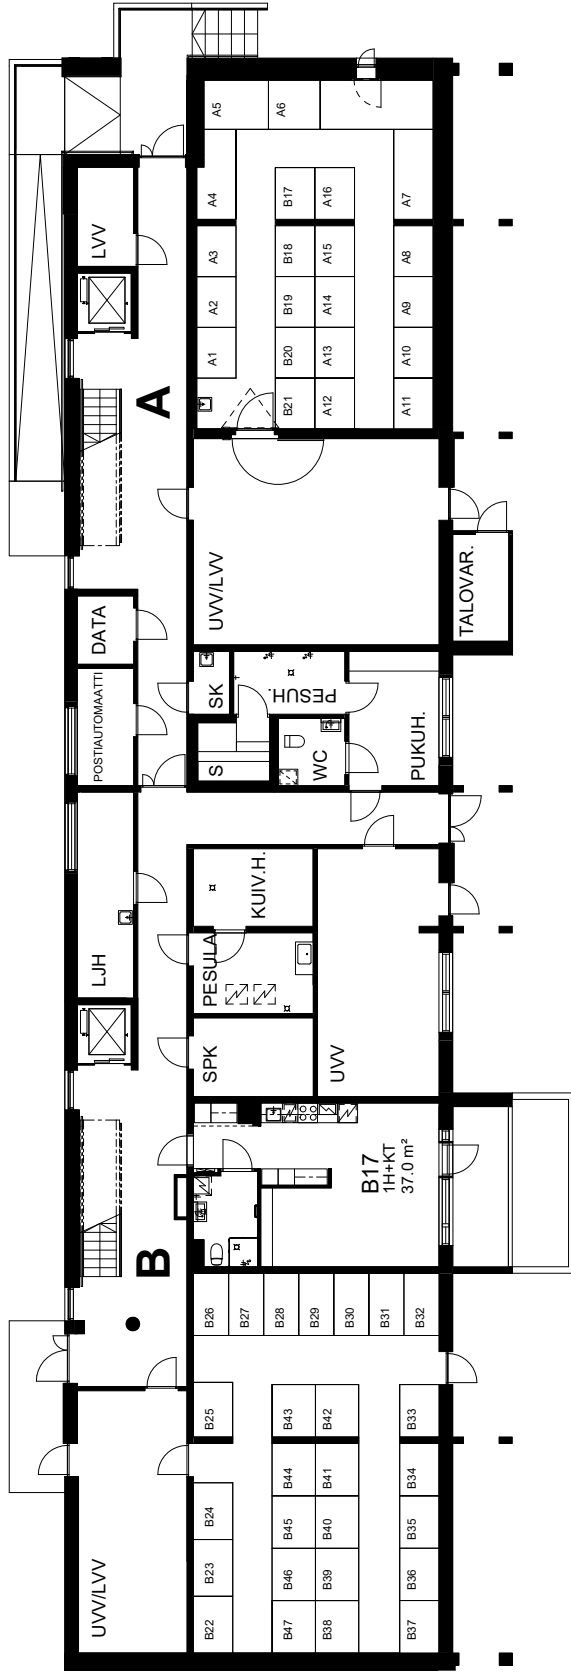 A5
A6
LVV
A4
B17
A16
A7
A3
B18
A15
A8
A2
B19
A14
A9
A1
B20
A13
A10
A
B21
A12
A11
UVV/LVV
TALOVAR.
DATA
SK
PESUH.
POSTIAUTOMAATTI
S
WC
PUKUH.
LJH
KUIV.H.
PESULA
SPK
UVV
B17
1H+KT
37.0 m²
B
B26
B27
B28
B29
B30
B31
B32
B25
B43
B42
B33
B44
B41
B34
B24
B45
B40
B35
B23
B46
B39
B36
B22
B47
B38
B37
UVV/LVV